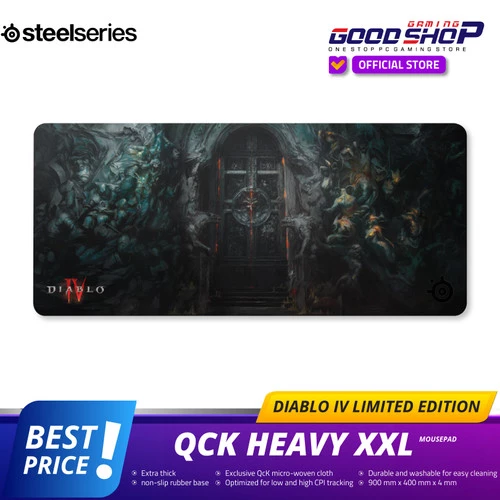 steelseries
GAMING
GOODSHOP
ONE STOP PC GAMING STORE
OFFICIAL STORE
DIABLO
IV
DIABLO IV LIMITED EDITION
BEST
PRICE!
QCK HEAVY XXL MOUSEPAD
Extra thick
non-slip rubber base
Exclusive QcK micro-woven cloth
Optimized for low and high CPI tracking
Durable and washable for easy cleaning
900 mm x 400 mm x 4 mm